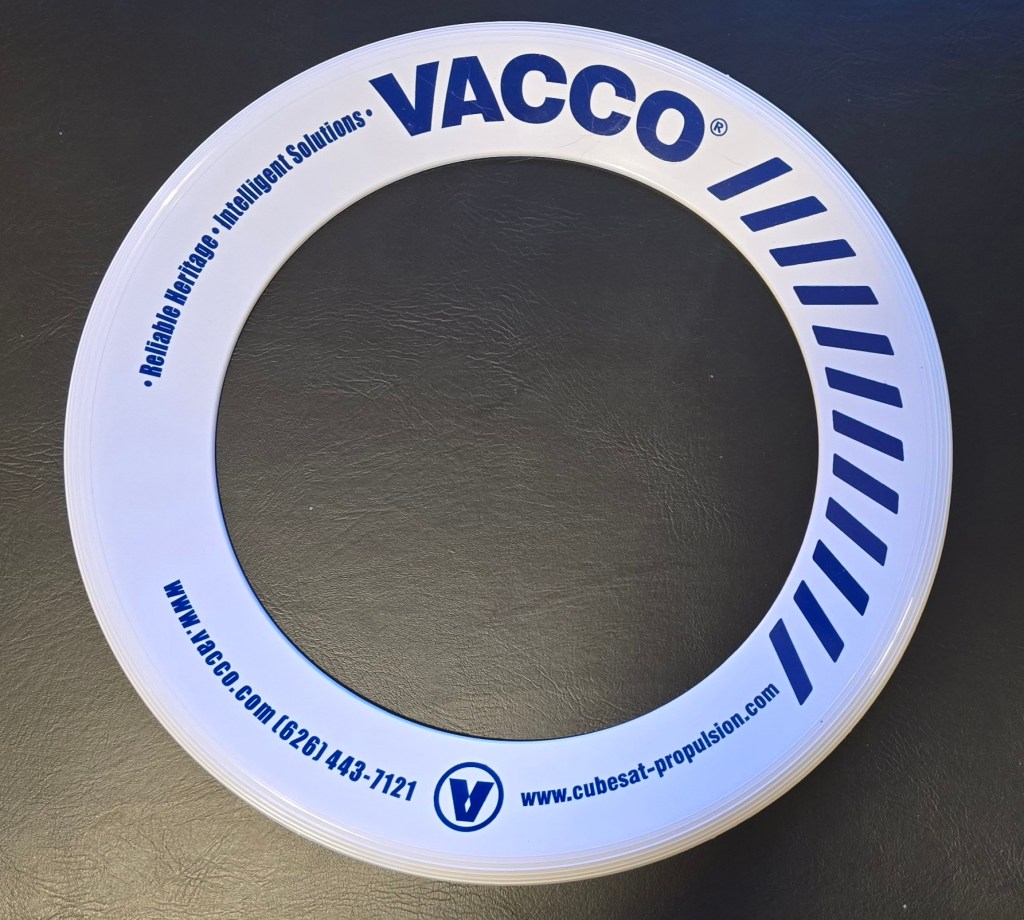 VACCO®
• Reliable Heritage • Intelligent Solutions •
www.vacco.com (626) 443-7121
V
www.cubesat-propulsion.com